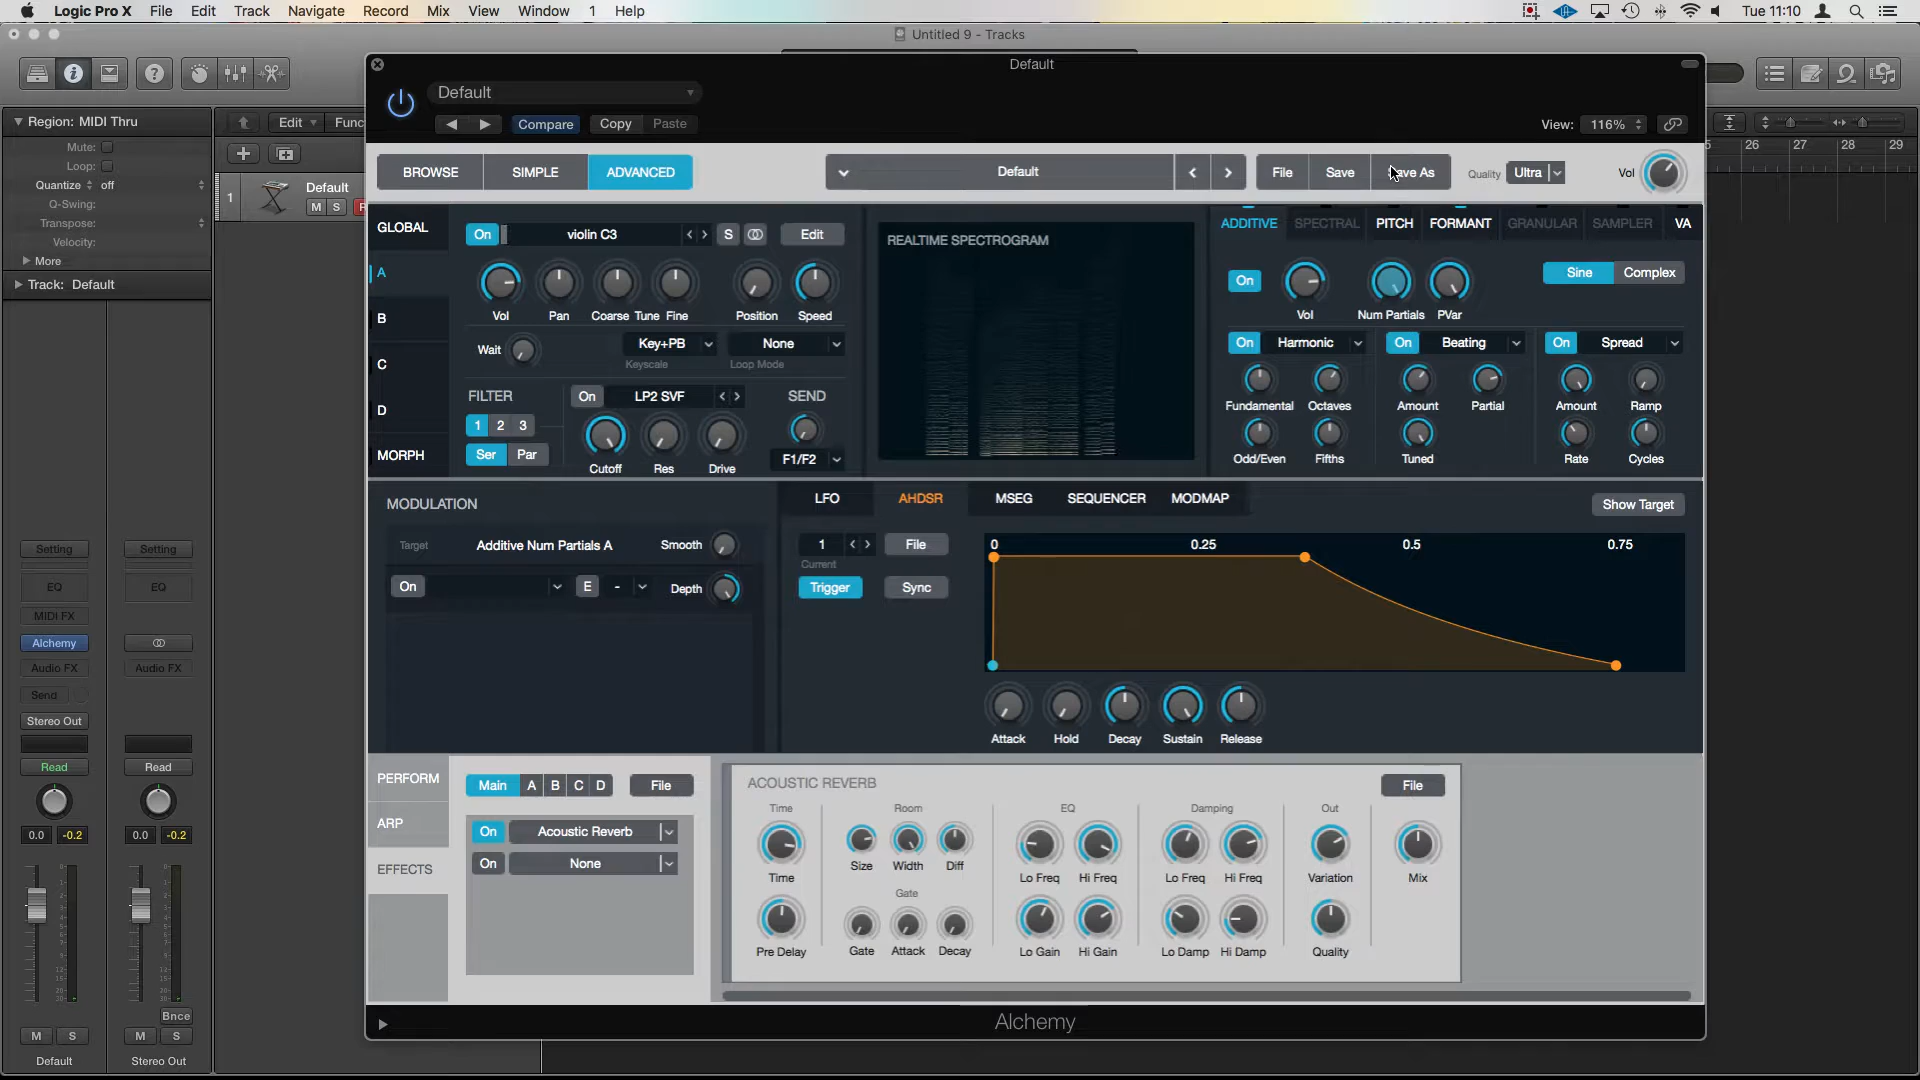 Logic Pro X File Edit Track Navigate Record Mix View Window 1 Help Tue 11:10
Untitled 9 - Tracks
Default
Default
Compare Copy Paste View: 116%
Region: MIDI Thru
Mute:
Loop:
Quantize off
Q-Swing:
Transpose:
Velocity:
More
Track: Default
Edit Func
1 Default
M S R
26 27 28 29
BROWSE SIMPLE ADVANCED Default File Save Save As Quality Ultra Vol
GLOBAL
A
B
C
D
MORPH
On violin C3 S Edit
Vol Pan Coarse Tune Fine Position Speed
Wait Key+PB None
Keyscale Loop Mode
FILTER On LP2 SVF SEND
1 2 3
Ser Par Cutoff Res Drive F1/F2
REALTIME SPECTROGRAM
ADDITIVE SPECTRAL PITCH FORMANT GRANULAR SAMPLER VA
On Vol Num Partials PVar Sine Complex
On Harmonic On Beating On Spread
Fundamental Octaves Amount Partial Amount Ramp
Odd/Even Fifths Tuned Rate Cycles
MODULATION
Target Additive Num Partials A Smooth
On E - Depth
LFO AHDSR MSEG SEQUENCER MODMAP Show Target
1 File
Current
Trigger Sync
0 0.25 0.5 0.75
Attack Hold Decay Sustain Release
PERFORM
ARP
EFFECTS
Main A B C D File
On Acoustic Reverb
On None
ACOUSTIC REVERB File
Time Room EQ Damping Out
Size Width Diff
Time Lo Freq Hi Freq Lo Freq Hi Freq Variation Mix
Gate
Pre Delay Gate Attack Decay Lo Gain Hi Gain Lo Damp Hi Damp Quality
Alchemy
Setting Setting
EQ EQ
MIDI FX
Alchemy
Audio FX Audio FX
Send
Stereo Out
Read Read
0.0 -0.2 0.0 -0.2
Bnce
M S M S
Default Stereo Out